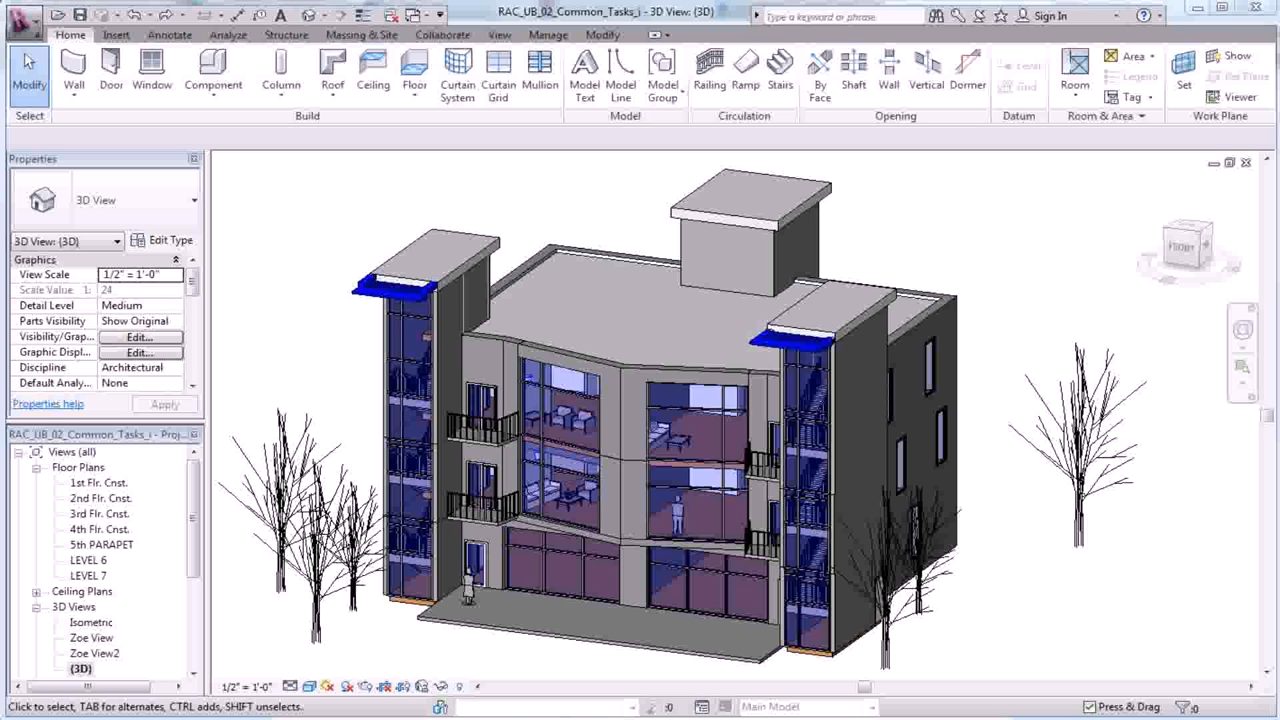 RAC_UB_02_Common_Tasks_i - 3D View: {3D}
Type a keyword or phrase
Sign In
Home Insert Annotate Analyze Structure Massing & Site Collaborate View Manage Modify
Modify Wall Door Window Component Column Roof Ceiling Floor Curtain System Curtain Grid Mullion Model Text Model Line Model Group Railing Ramp Stairs By Face Shaft Wall Vertical Dormer Level Grid Room Area Legend Tag Set Show Ref Plane Viewer
Select Build Model Circulation Opening Datum Room & Area Work Plane
Properties
3D View
3D View: {3D} Edit Type
Graphics
View Scale 1/2" = 1'-0"
Scale Value 1: 24
Detail Level Medium
Parts Visibility Show Original
Visibility/Grap... Edit...
Graphic Displ... Edit...
Discipline Architectural
Default Analy... None
Properties help Apply
RAC_UB_02_Common_Tasks_i - Proj...
Views (all)
Floor Plans
1st Flr. Cnst.
2nd Flr. Cnst.
3rd Flr. Cnst.
4th Flr. Cnst.
5th PARAPET
LEVEL 6
LEVEL 7
Ceiling Plans
3D Views
Isometric
Zoe View
Zoe View2
{3D}
FRONT
1/2" = 1'-0"
Click to select, TAB for alternates, CTRL adds, SHIFT unselects.
:0
Main Model
Press & Drag
:0